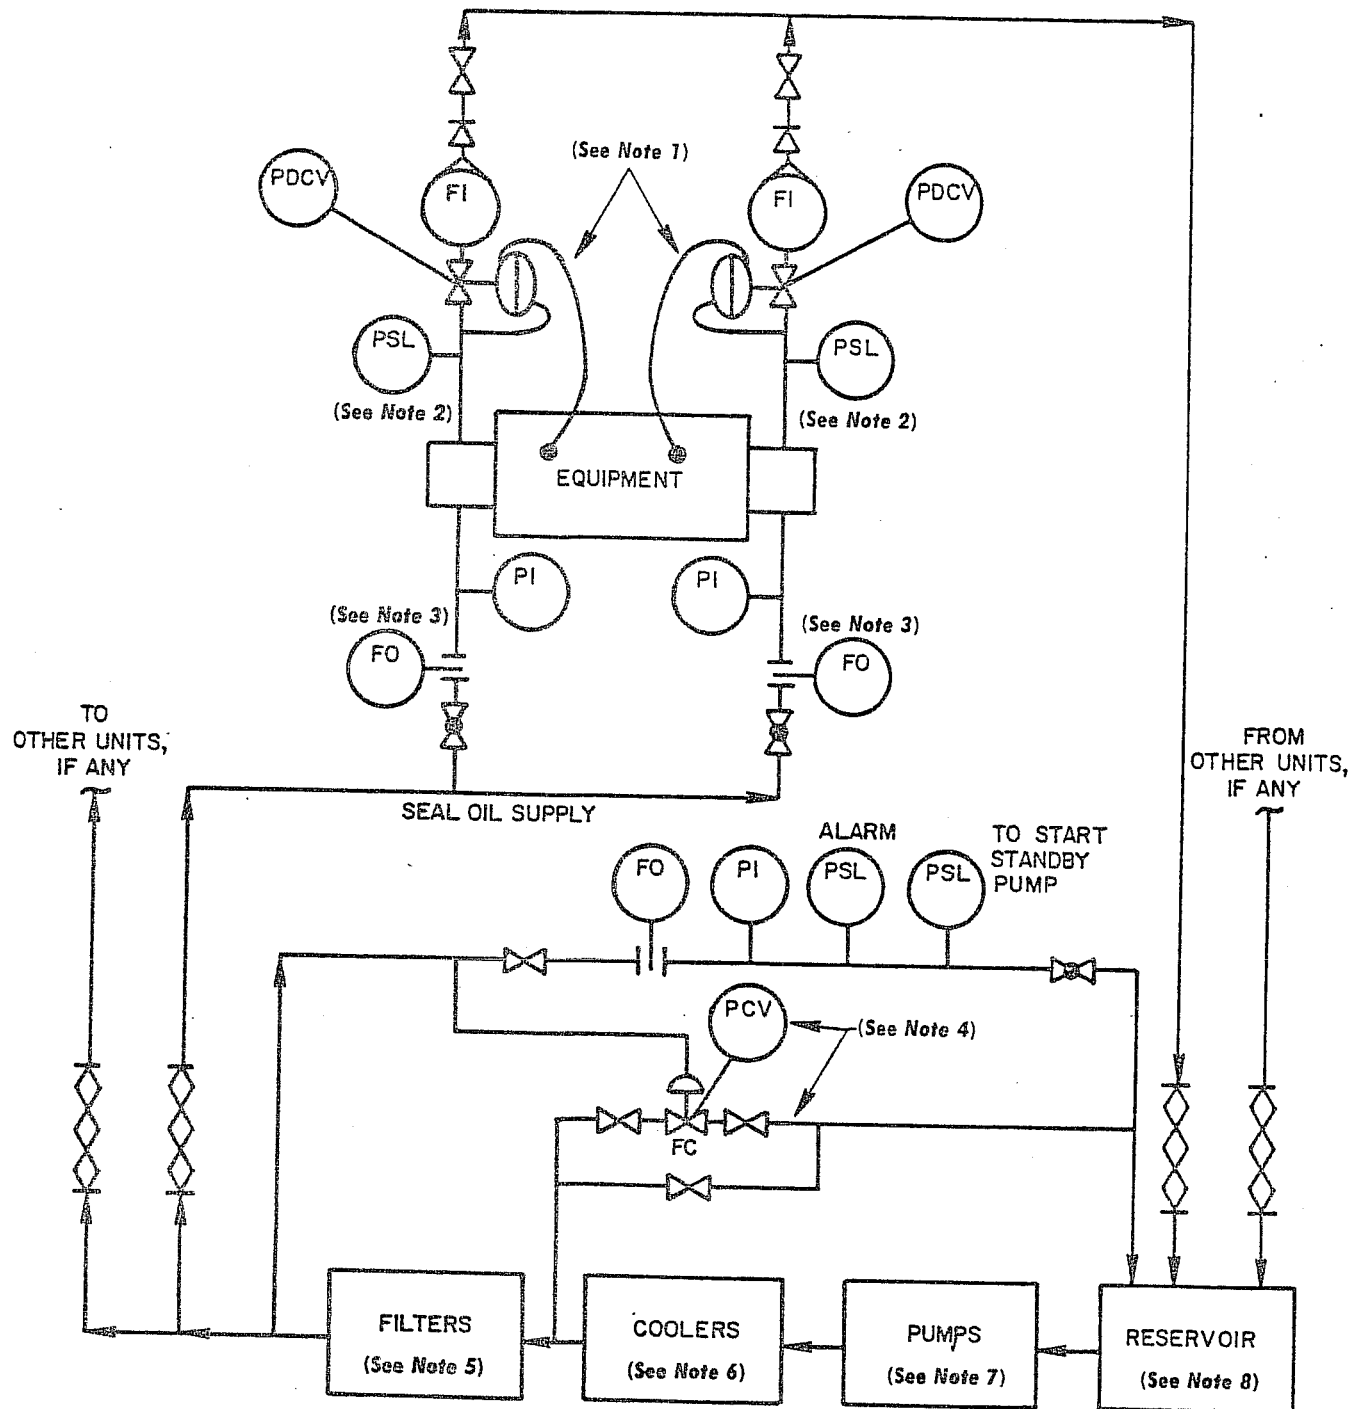 (See Note 1)
PDCV
FI
FI
PDCV
PSL
PSL
(See Note 2)
(See Note 2)
EQUIPMENT
PI
PI
(See Note 3)
(See Note 3)
FO
FO
TO
OTHER UNITS,
IF ANY
FROM
OTHER UNITS,
IF ANY
SEAL OIL SUPPLY
FO
PI
ALARM
PSL
PSL
TO START
STANDBY
PUMP
PCV
(See Note 4)
FC
FILTERS
(See Note 5)
COOLERS
(See Note 6)
PUMPS
(See Note 7)
RESERVOIR
(See Note 8)